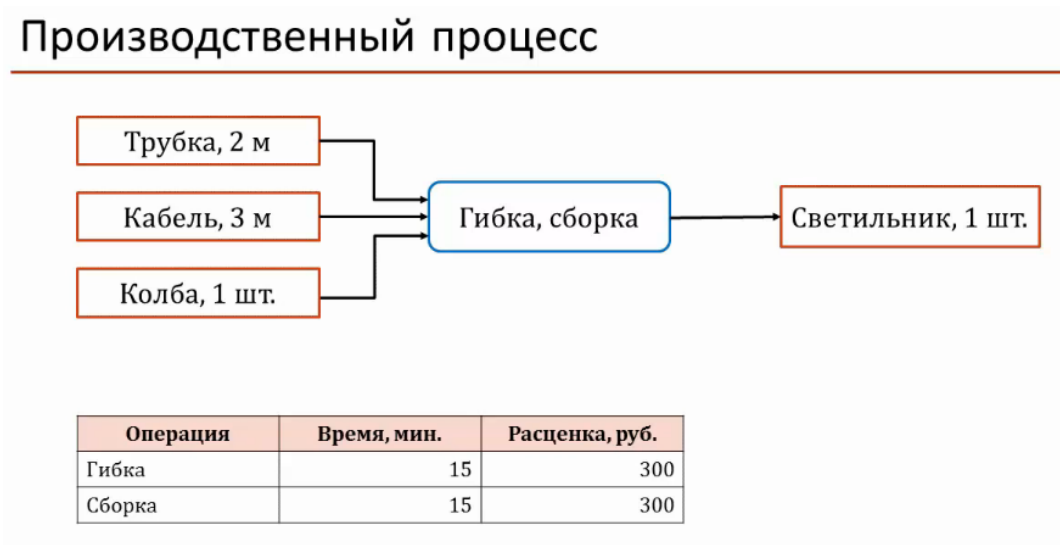 Производственный процесс
Трубка, 2 м
Кабель, 3 м
Колба, 1 шт.
Гибка, сборка
Светильник, 1 шт.
Операция Время, мин. Расценка, руб.
Гибка 15 300
Сборка 15 300